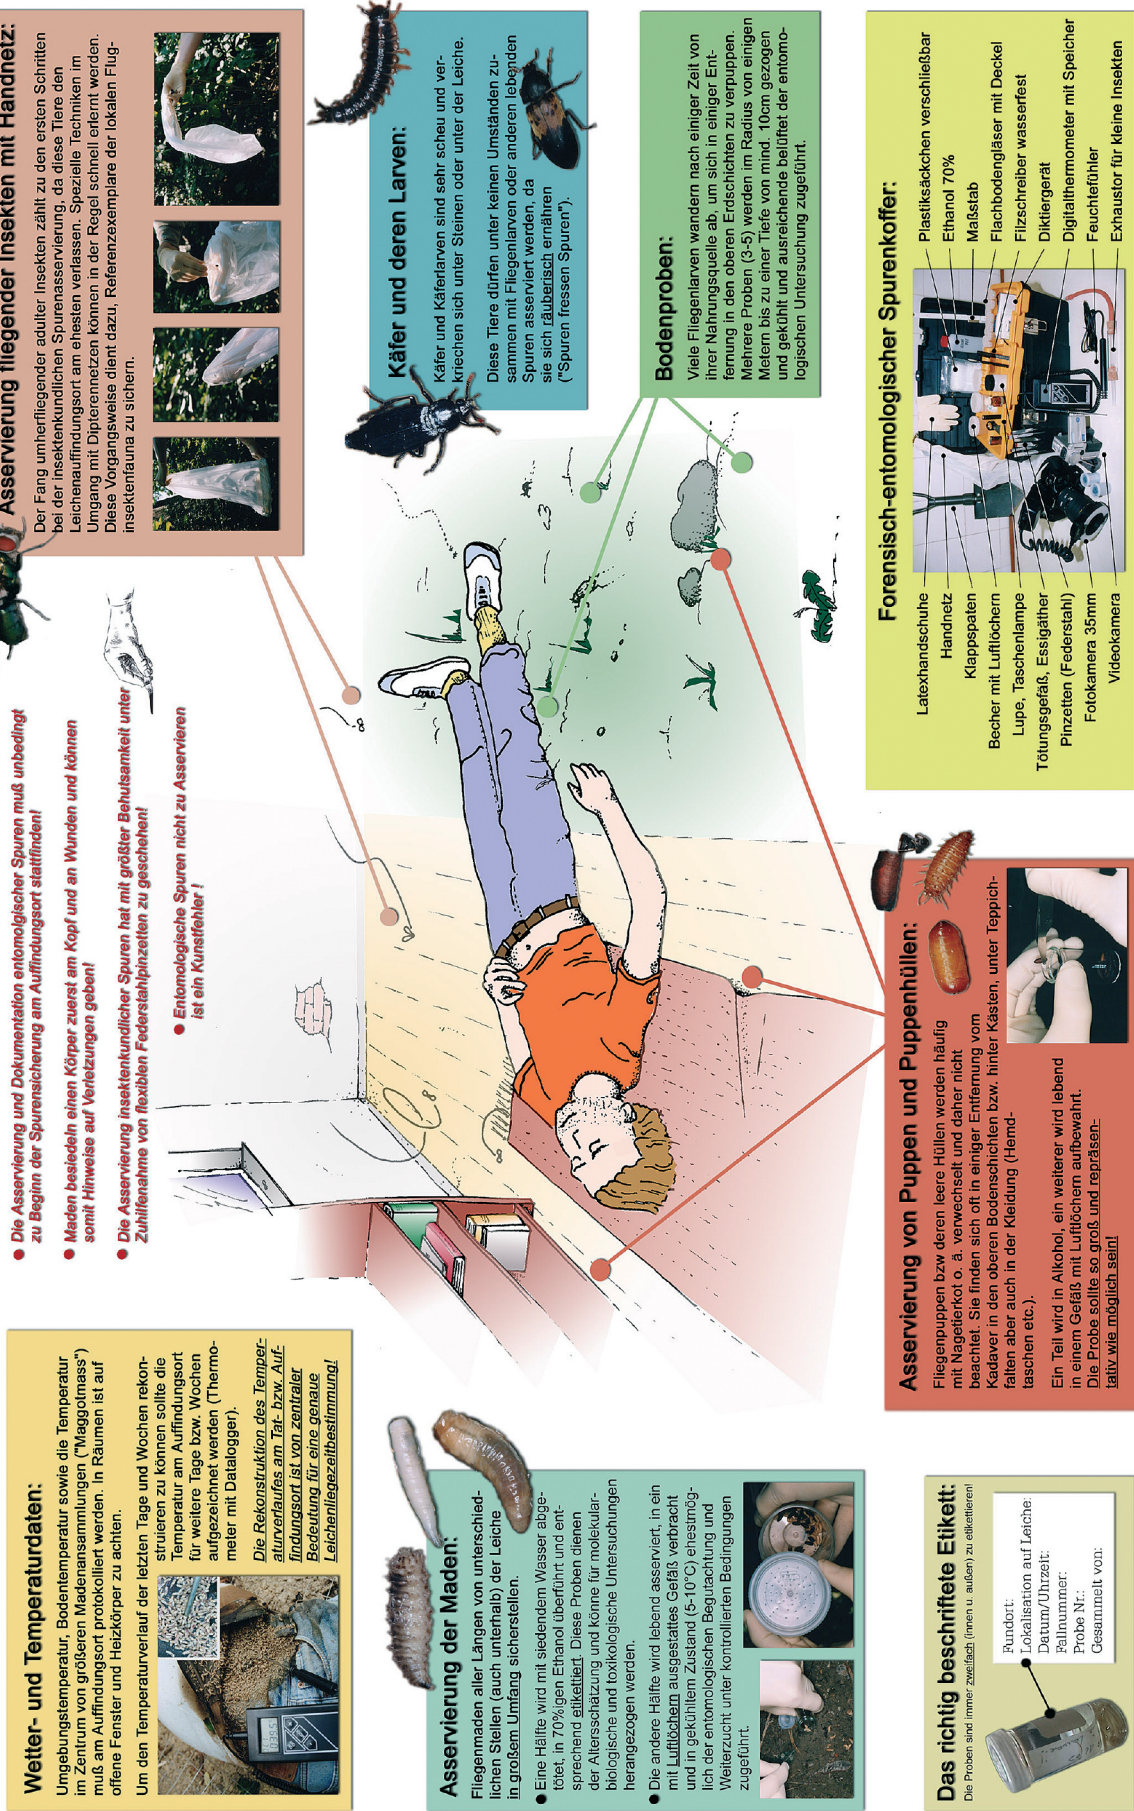 Wetter- und Temperaturdaten:
Umgebungstemperatur, Bodentemperatur sowie die Temperatur
im Zentrum von größeren Madenansammlungen ("Maggotmass")
muß am Auffindungsort protokolliert werden. In Räumen ist auf
offene Fenster und Heizkörper zu achten.
Um den Temperaturverlauf der letzten Tage und Wochen rekon-
struieren zu können sollte die
Temperatur am Auffindungsort
für weitere Tage bzw. Wochen
aufgezeichnet werden (Thermo-
meter mit Datalogger).
Die Rekonstruktion des Temper-
aturverlaufes am Tat- bzw. Auf-
findungsort ist von zentraler
Bedeutung für eine genaue
Leichenliegezeitbestimmung!
● Die Asservierung und Dokumentation entomolgischer Spuren muß unbedingt
zu Beginn der Spurensicherung am Auffindungsort stattfinden!
● Maden besiedeln einen Körper zuerst am Kopf und an Wunden und können
somit Hinweise auf Verletzungen geben!
● Die Asservierung insektenkundlicher Spuren hat mit größter Behutsamkeit unter
Zuhilfenahme von flexiblen Federstahlpinzetten zu geschehen!
● Entomologische Spuren nicht zu Asservieren
ist ein Kunstfehler !
Asservierung fliegender Insekten mit Handnetz:
Der Fang umherfliegender adulter Insekten zählt zu den ersten Schritten
bei der insektenkundlichen Spurenasservierung, da diese Tiere den
Leichenauffindungsort am ehesten verlassen. Spezielle Techniken im
Umgang mit Dipterennetzen können in der Regel schnell erlernt werden.
Diese Vorgangsweise dient dazu, Referenzexemplare der lokalen Flug-
insektenfauna zu sichern.
Käfer und deren Larven:
Käfer und Käferlarven sind sehr scheu und ver-
kriechen sich unter Steinen oder unter der Leiche.
Diese Tiere dürfen unter keinen Umständen zu-
sammen mit Fliegenlarven oder anderen lebenden
Spuren asserviert werden, da
sie sich räuberisch ernähren
("Spuren fressen Spuren").
Bodenproben:
Viele Fliegenlarven wandern nach einiger Zeit von
ihrer Nahrungsquelle ab, um sich in einiger Ent-
fernung in den oberen Erdschichten zu verpuppen.
Mehrere Proben (3-5) werden im Radius von einigen
Metern bis zu einer Tiefe von mind. 10cm gezogen
und gekühlt und ausreichende belüftet der entomo-
logischen Untersuchung zugeführt.
Asservierung der Maden:
Fliegenmaden aller Längen von unterschied-
lichen Stellen (auch unterhalb) der Leiche
in großem Umfang sicherstellen.
● Eine Hälfte wird mit siedendem Wasser abge-
tötet, in 70%igen Ethanol überführt und ent-
sprechend etikettiert. Diese Proben dienen
der Altersschätzung und könne für molekular-
biologische und toxikologische Untersuchungen
herangezogen werden.
● Die andere Hälfte wird lebend asserviert, in ein
mit Luftlöchern ausgestattes Gefäß verbracht
und in gekühltem Zustand (5-10°C) ehestmög-
lich der entomologischen Begutachtung und
Weiterzucht unter kontrollierten Bedingungen
zugeführt.
Asservierung von Puppen und Puppenhüllen:
Fliegenpuppen bzw deren leere Hüllen werden häufig
mit Nagetierkot o. ä. verwechselt und daher nicht
beachtet. Sie finden sich oft in einiger Entfernung vom
Kadaver in den oberen Bodenschichten bzw. hinter Kästen, unter Teppich-
falten aber auch in der Kleidung (Hemd-
taschen etc.).
Ein Teil wird in Alkohol, ein weiterer wird lebend
in einem Gefäß mit Luftlöchern aufbewahrt.
Die Probe sollte so groß und repräsen-
tativ wie möglich sein!
Forensisch-entomologischer Spurenkoffer:
Latexhandschuhe
Handnetz
Klappspaten
Becher mit Luftlöchern
Lupe, Taschenlampe
Tötungsgefäß, Essigäther
Pinzetten (Federstahl)
Fotokamera 35mm
Videokamera
Plastiksäckchen verschließbar
Ethanol 70%
Maßstab
Flachbodengläser mit Deckel
Filzschreiber wasserfest
Diktiergerät
Digitalthermometer mit Speicher
Feuchtefühler
Exhaustor für kleine Insekten
Das richtig beschriftete Etikett:
Die Proben sind immer zweifach (innen u. außen) zu etikettieren!
Fundort:
Lokalisation auf Leiche:
Datum/Uhrzeit:
Fallnummer:
Probe Nr.:
Gesammelt von: